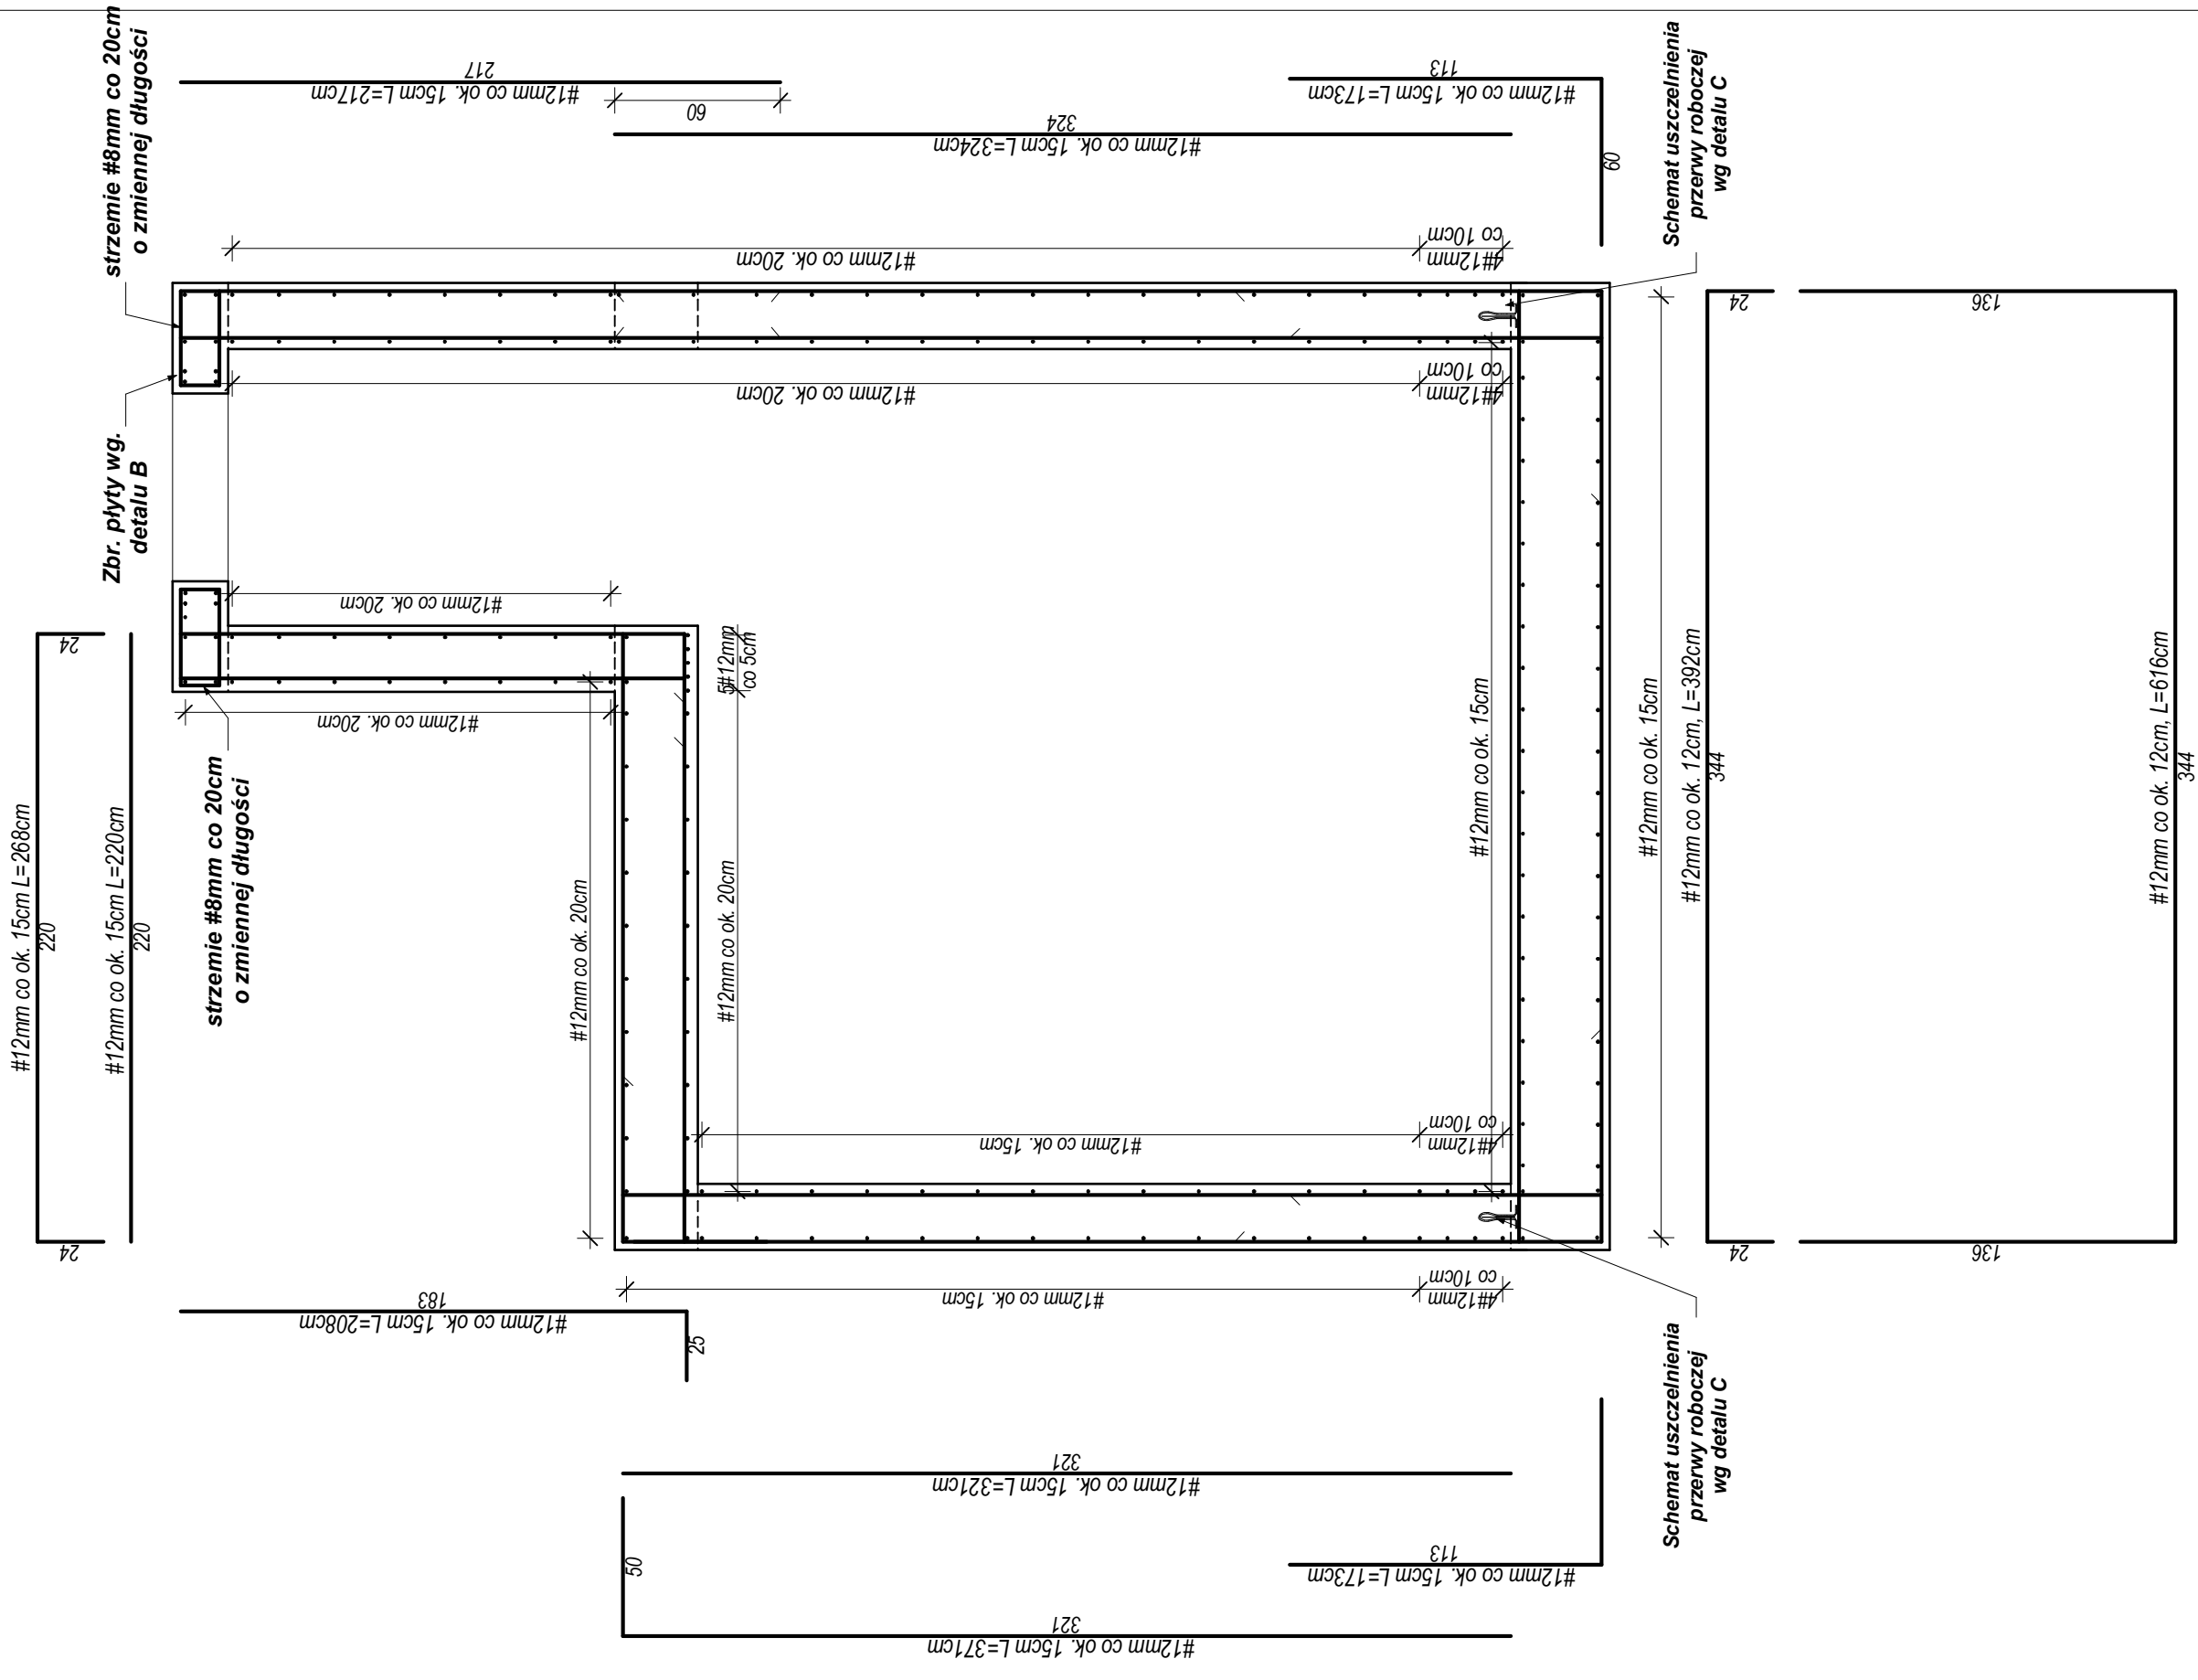 strzemie #8mm co 20cm
o zmiennej długości
217
#12mm co ok. 15cm L=217cm
60
324
#12mm co ok. 15cm L=324cm
113
#12mm co ok. 15cm L=173cm
60
Schemat uszczelnienia
przerwy roboczej
wg detalu C
#12mm co ok. 20cm
4#12mm
co 10cm
#12mm co ok. 20cm
4#12mm
co 10cm
Zbr. płyty wg.
detalu B
24
136
#12mm co ok. 20cm
#12mm co ok. 20cm
5#12mm
co 5cm
24
#12mm co ok. 15cm L=268cm
220
#12mm co ok. 15cm L=220cm
220
24
strzemie #8mm co 20cm
o zmiennej długości
#12mm co ok. 20cm
#12mm co ok. 20cm
#12mm co ok. 15cm
#12mm co ok. 15cm
#12mm co ok. 12cm, L=392cm
344
#12mm co ok. 12cm, L=616cm
344
#12mm co ok. 15cm
4#12mm
co 10cm
24
136
#12mm co ok. 15cm
4#12mm
co 10cm
183
#12mm co ok. 15cm L=208cm
25
Schemat uszczelnienia
przerwy roboczej
wg detalu C
321
#12mm co ok. 15cm L=321cm
50
113
#12mm co ok. 15cm L=173cm
321
#12mm co ok. 15cm L=371cm